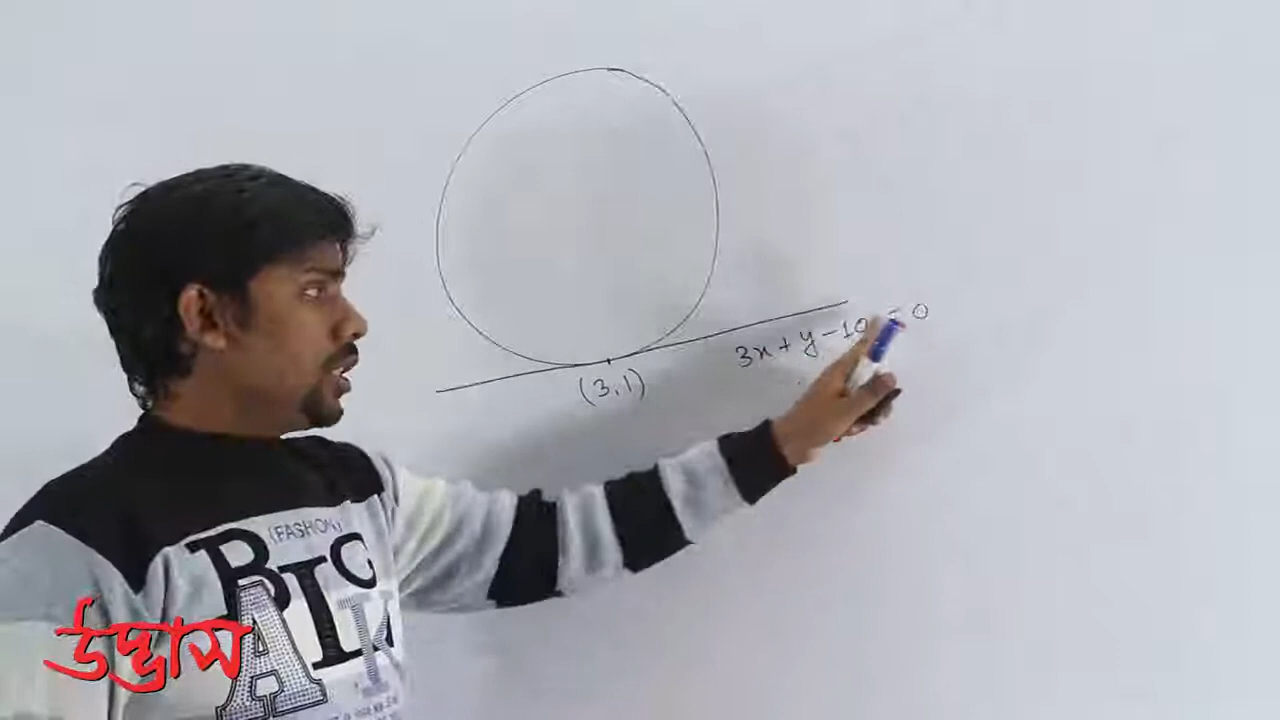 3x + y - 10 = 0
(3,1)
(FASHION)
BIG
উদ্ভাস